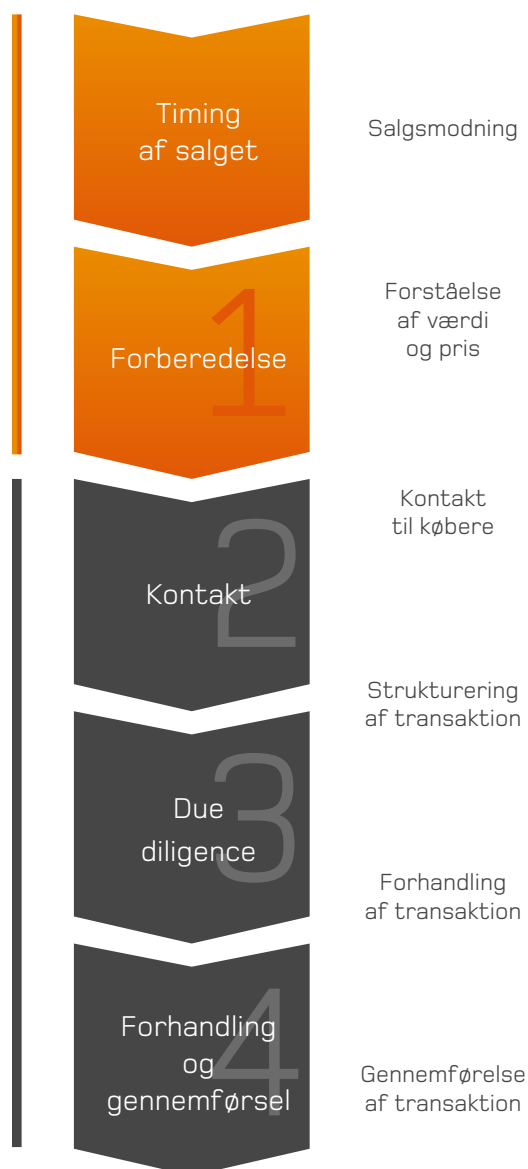 Timing
af salget
Salgsmodning
1
Forberedelse
Forståelse
af værdi
og pris
2
Kontakt
Kontakt
til købere
3
Due
diligence
Strukturering
af transaktion
Forhandling
af transaktion
4
Forhandling
og
gennemførsel
Gennemførelse
af transaktion